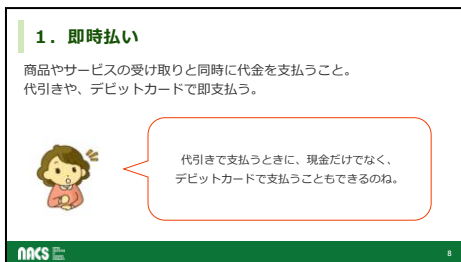 1．即時払い
商品やサービスの受け取りと同時に代金を支払うこと。
代引きや、デビットカードで即支払う。
代引きで支払うときに、現金だけでなく、
デビットカードで支払うこともできるのね。
NACS
8